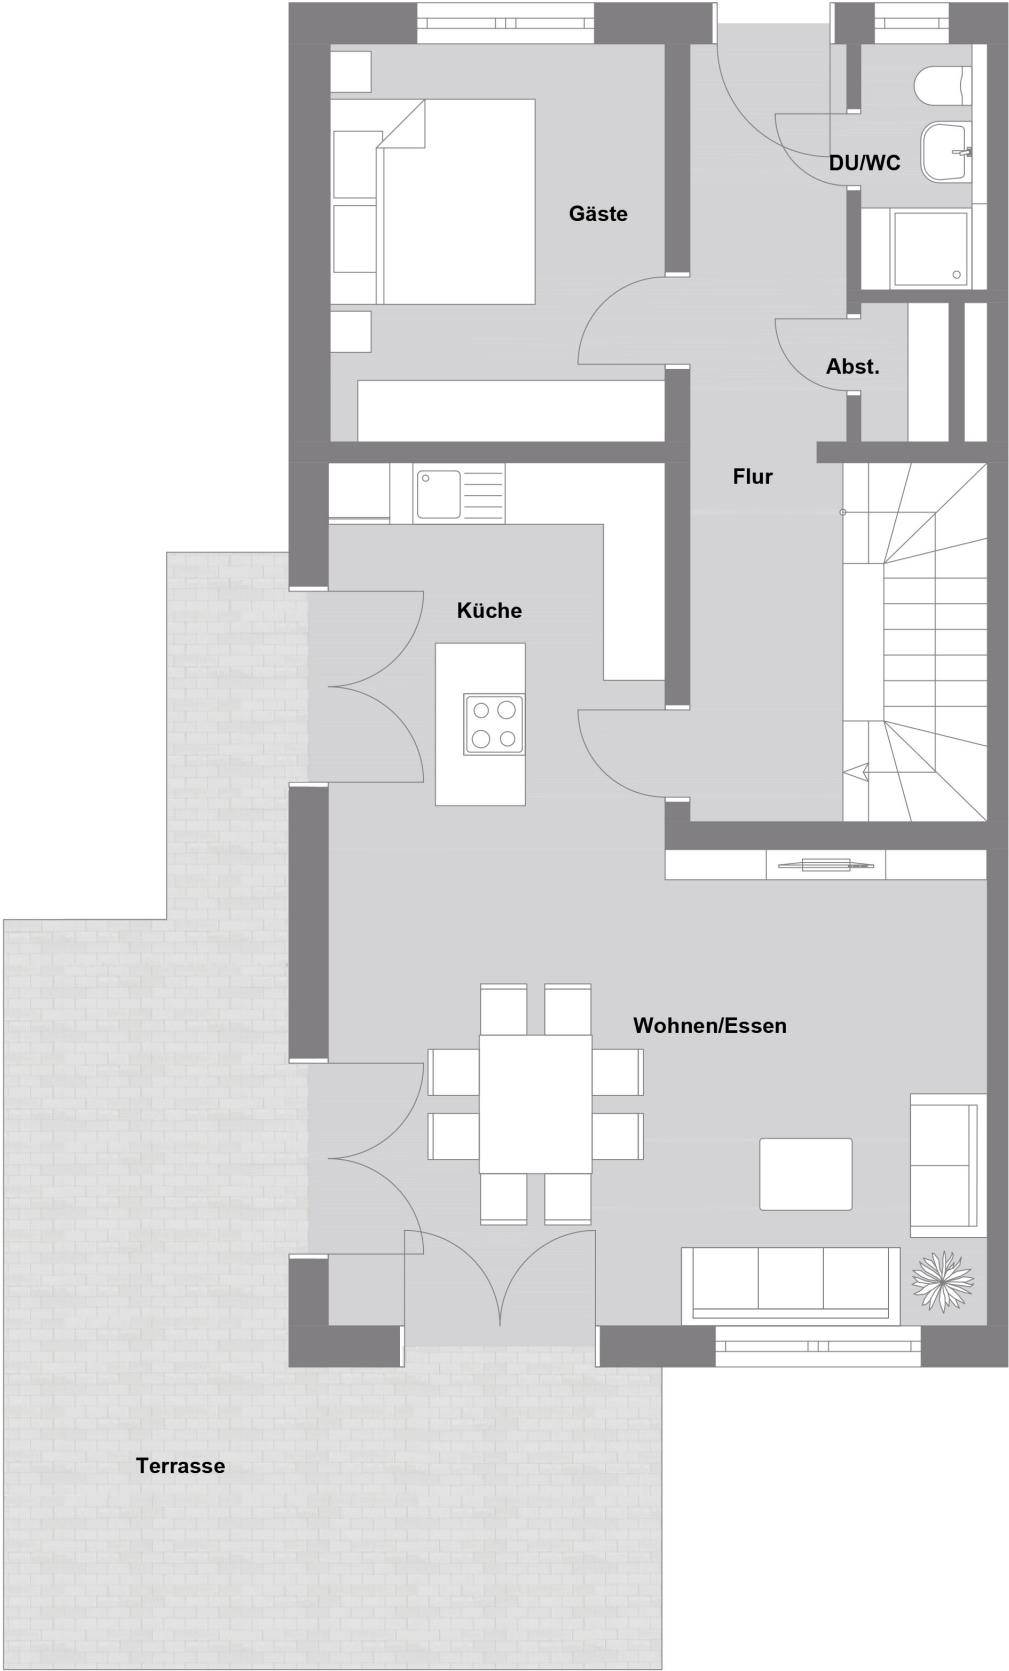 DU/WC
Gäste
Abst.
Flur
Küche
Wohnen/Essen
Terrasse